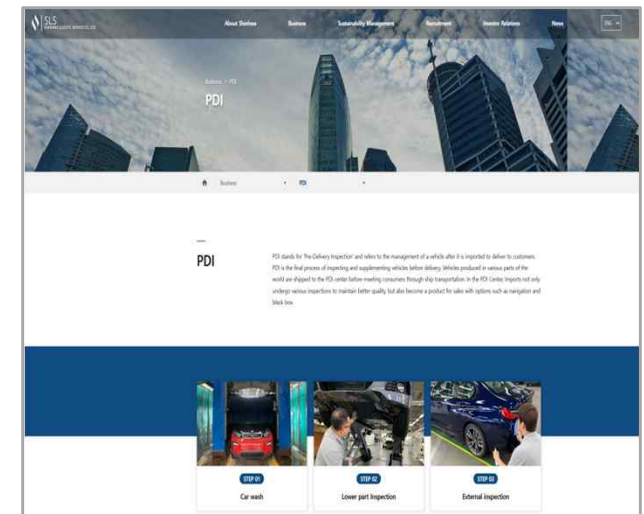 SLS
About Shinhwa
Business
Sustainability Management
Recruitment
Investor Relations
News
ENG
Business > PDI
PDI
Business
PDI
PDI
PDI stands for 'Pre-Delivery Inspection' and refers to the management of a vehicle after it is imported to deliver to customers.
PDI is the final process of inspecting and supplementing vehicles before delivery. Vehicles produced in various parts of the
world are shipped to the PDI center before meeting consumers through ship transportation. In the PDI Center, Imports not only
undergo various inspections to maintain better quality, but also become a product for sales with options such as navigation and
black box
STEP 01
Car wash
STEP 02
Lower part Inspection
STEP 03
External inspection